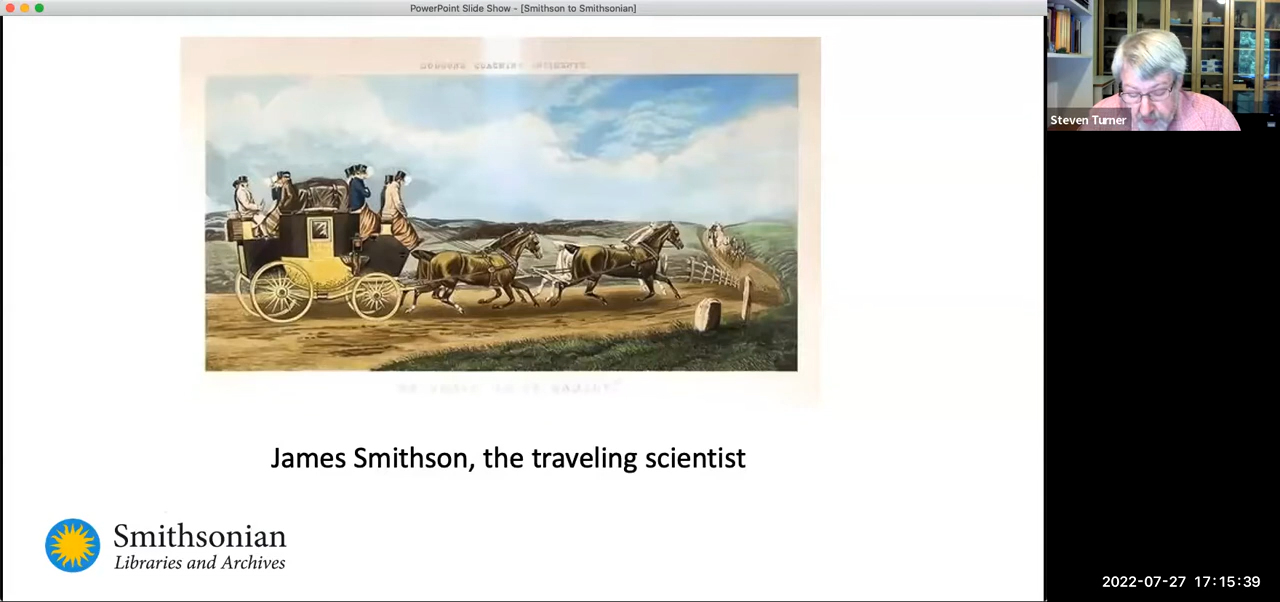 PowerPoint Slide Show - [Smithson to Smithsonian]
Steven Turner
James Smithson, the traveling scientist
Smithsonian
Libraries and Archives
2022-07-27 17:15:39